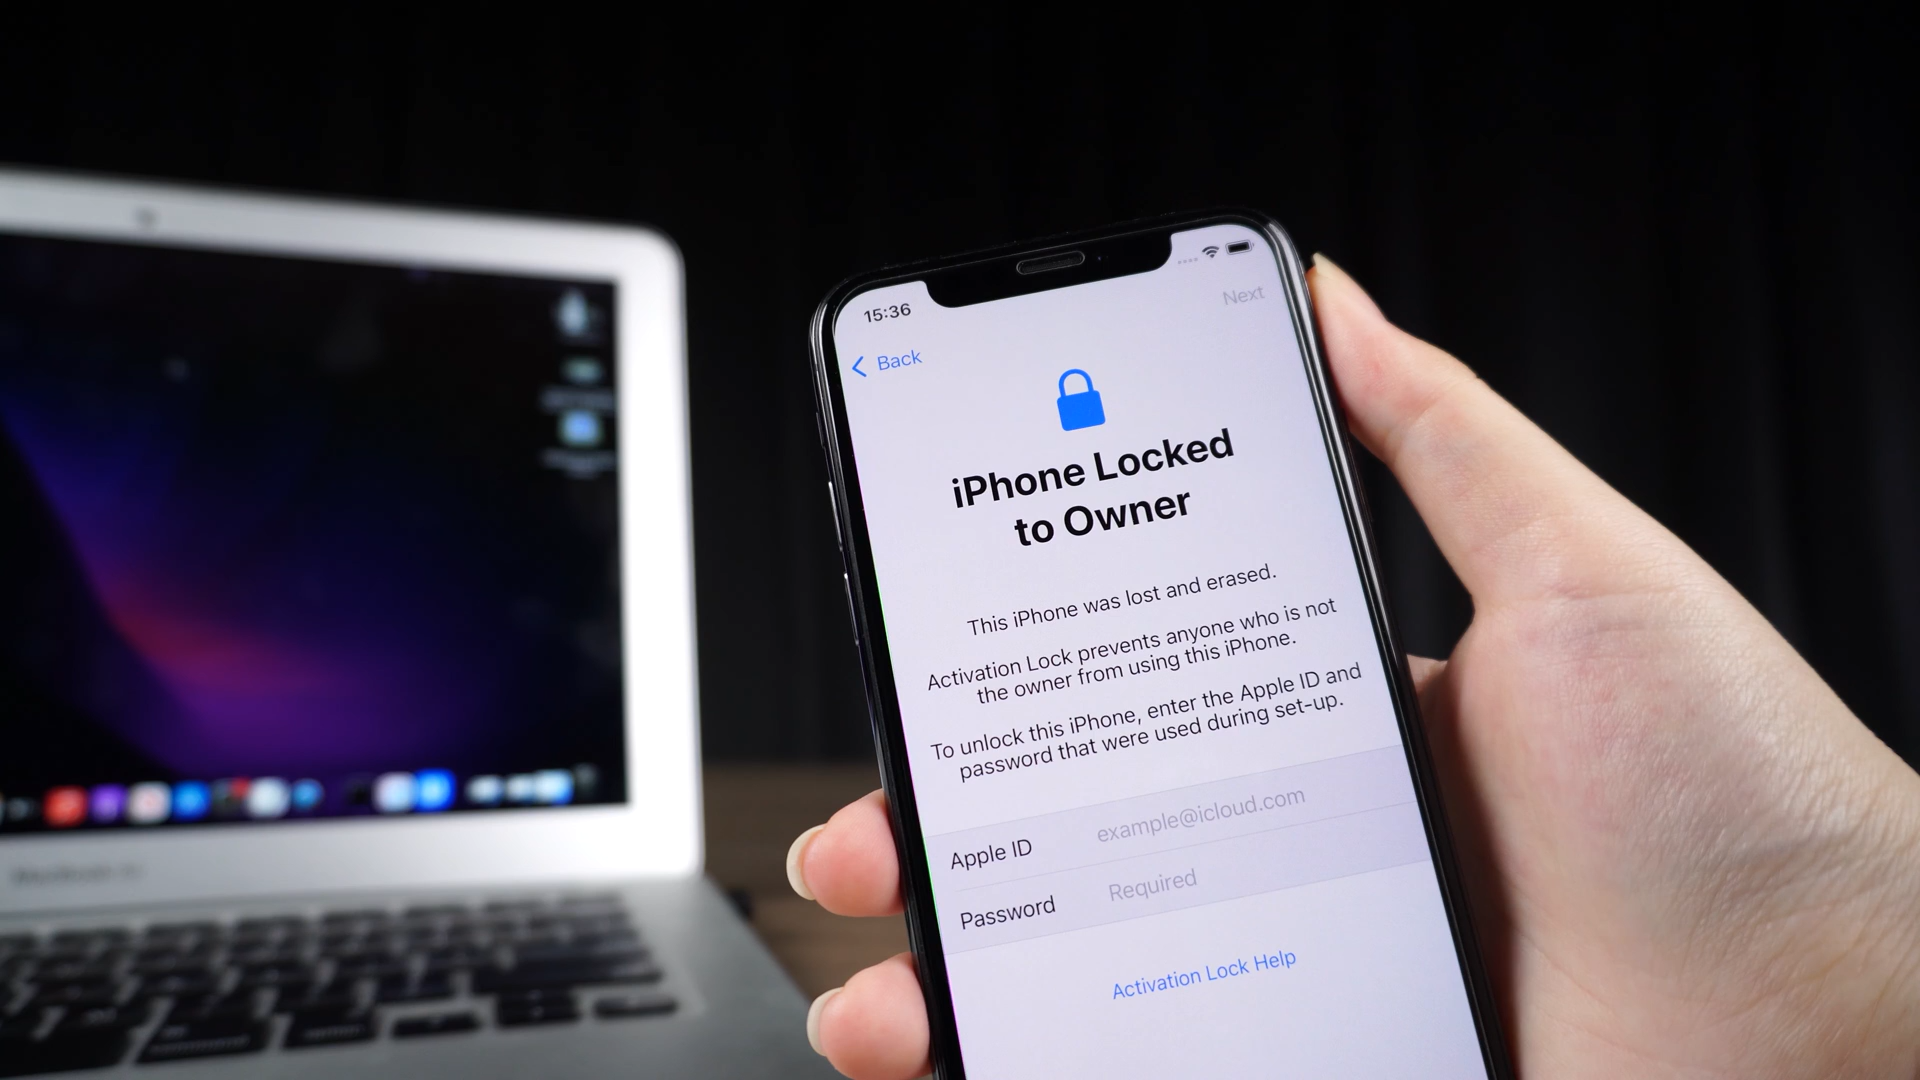 15:36
Next
Back
iPhone Locked
to Owner
This iPhone was lost and erased.
Activation Lock prevents anyone who is not
the owner from using this iPhone.
To unlock this iPhone, enter the Apple ID and
password that were used during set-up.
Apple ID example@icloud.com
Password Required
Activation Lock Help